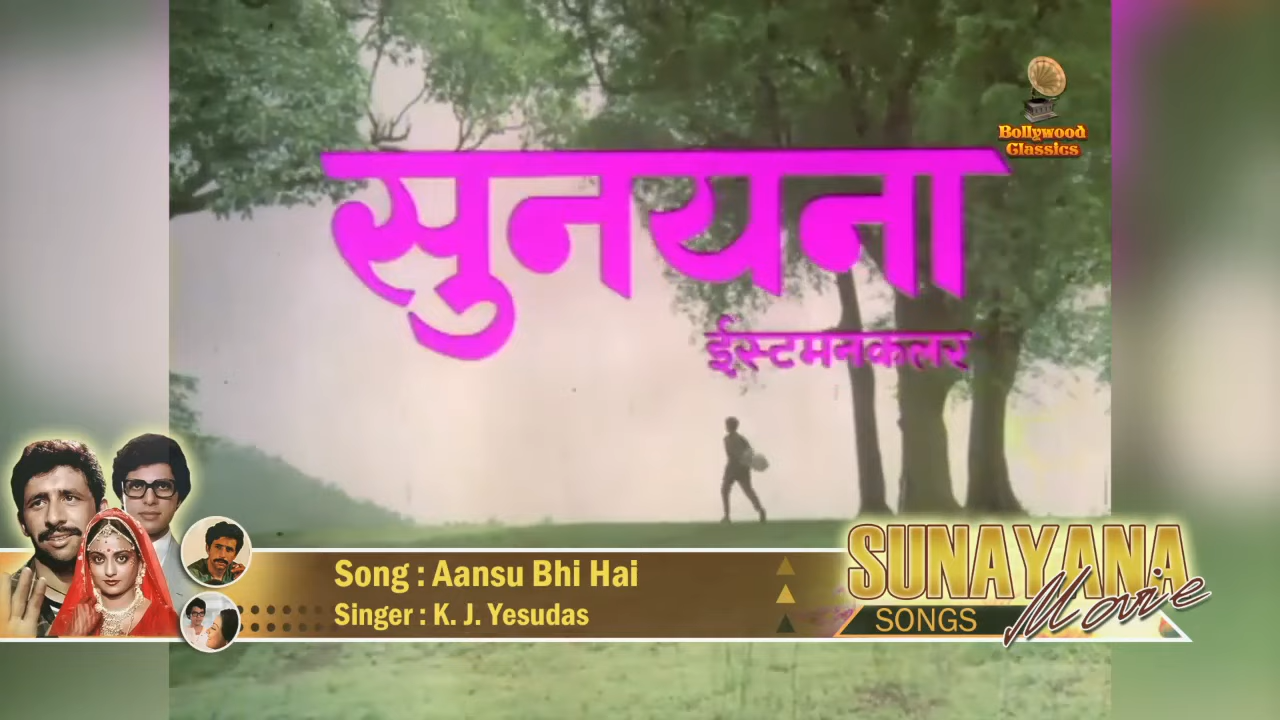 Bollywood
Classics
सुनयना
ईस्टमनकलर
Song : Aansu Bhi Hai
Singer : K. J. Yesudas
SUNAYANA
SONGS Movie